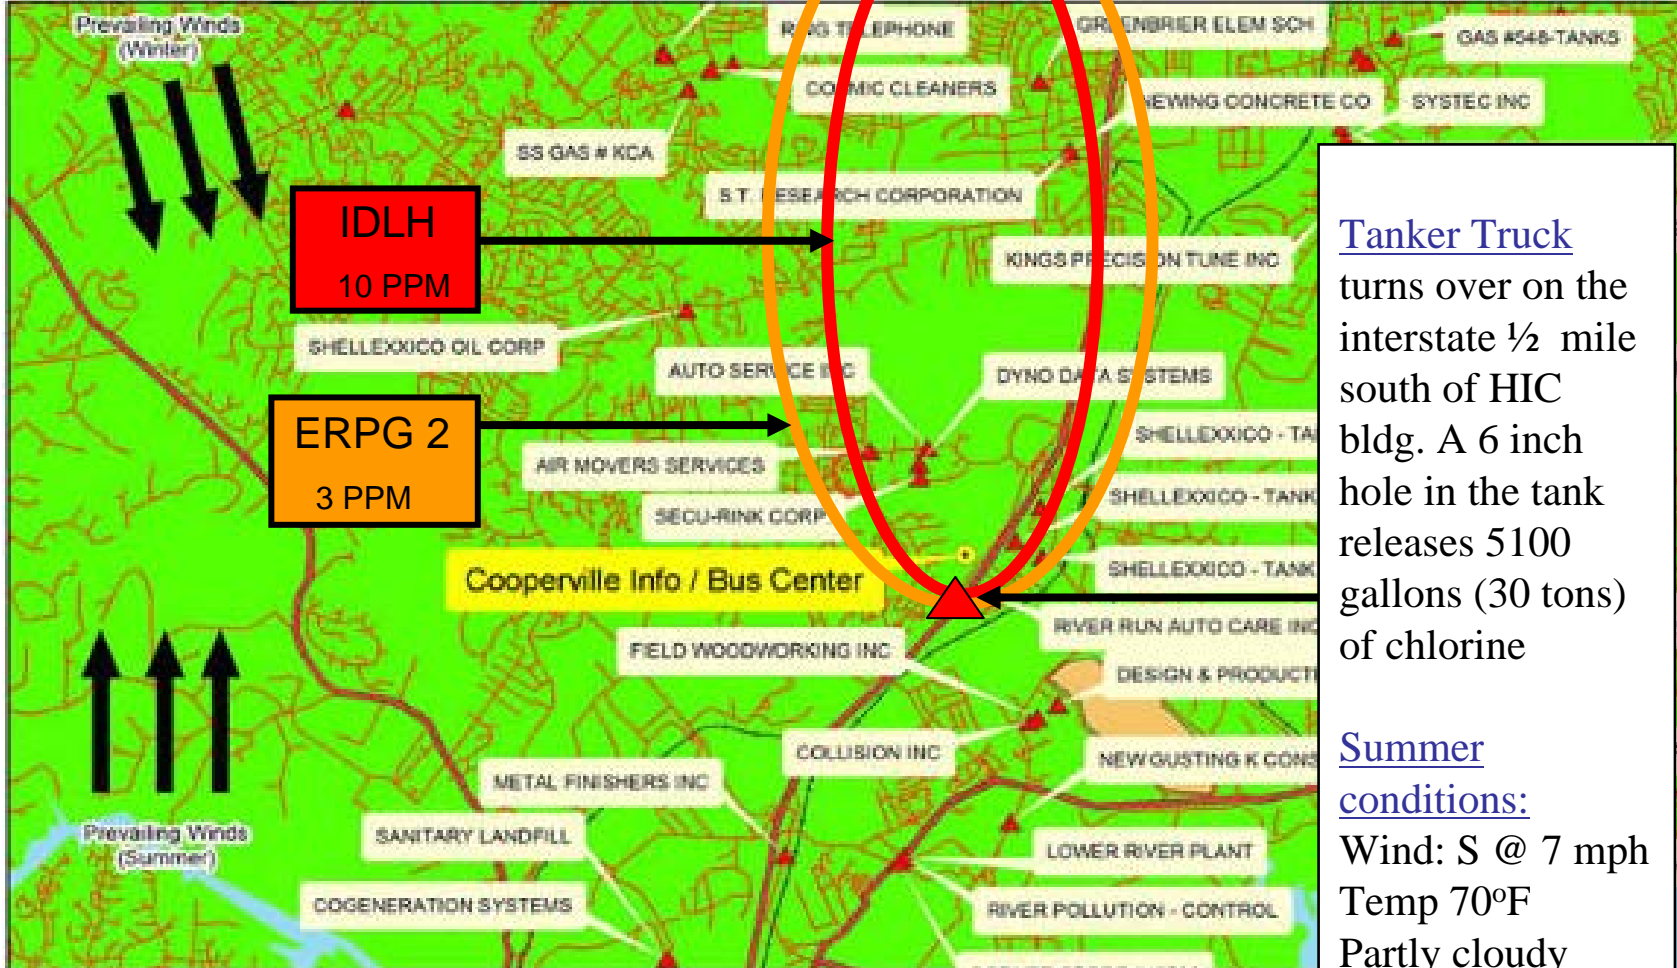 Prevailing Winds
(Winter)
RING TELEPHONE
GREENBRIER ELEM SCH
GAS #546-TANKS
COSMIC CLEANERS
NEWING CONCRETE CO
SYSTEC INC
SS GAS # KCA
S.T. RESEARCH CORPORATION
IDLH
10 PPM
KINGS PRECISION TUNE INC
SHELLEXXICO OIL CORP
AUTO SERVICE INC
DYNO DATA SYSTEMS
ERPG 2
3 PPM
SHELLEXXICO - TA
AIR MOVERS SERVICES
SHELLEXXICO - TANK
SECU-RINK CORP
Cooperville Info / Bus Center
SHELLEXXICO - TANK
RIVER RUN AUTO CARE INC
FIELD WOODWORKING INC
DESIGN & PRODUCTI
COLLISION INC
NEW GUSTING K CONS
METAL FINISHERS INC
Prevailing Winds
(Summer)
SANITARY LANDFILL
LOWER RIVER PLANT
COGENERATION SYSTEMS
RIVER POLLUTION - CONTROL
Tanker Truck
turns over on the
interstate ½ mile
south of HIC
bldg. A 6 inch
hole in the tank
releases 5100
gallons (30 tons)
of chlorine
Summer
conditions:
Wind: S @ 7 mph
Temp 70ºF
Partly cloudy